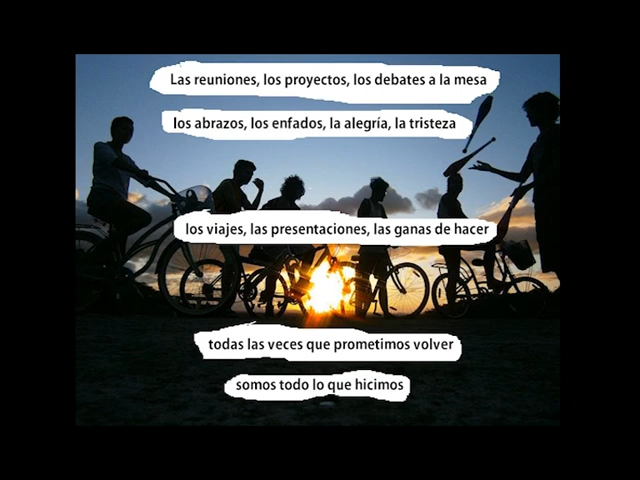 Las reuniones, los proyectos, los debates a la mesa
los abrazos, los enfados, la alegría, la tristeza
los viajes, las presentaciones, las ganas de hacer
todas las veces que prometimos volver
somos todo lo que hicimos